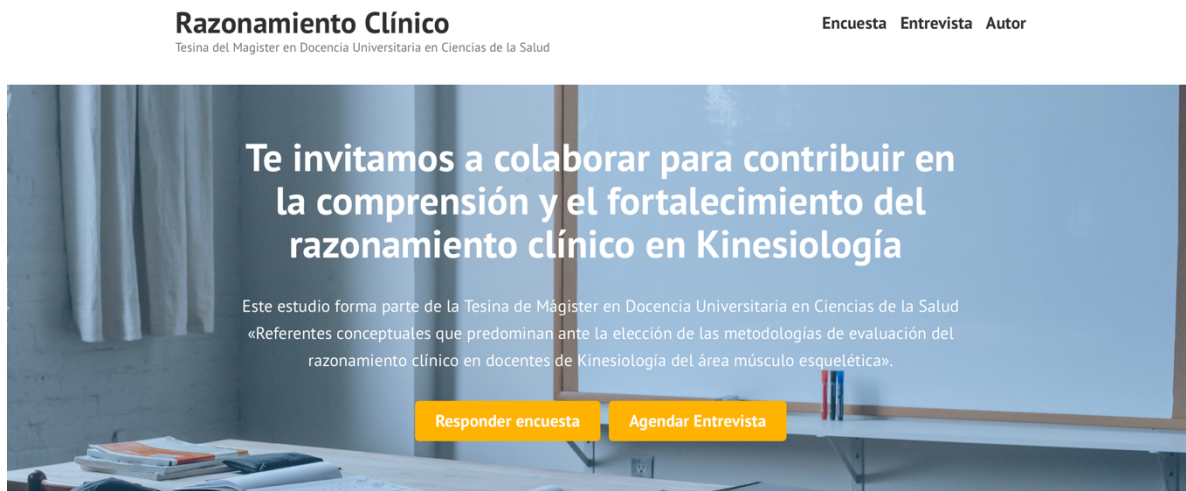 Razonamiento Clínico
Encuesta Entrevista Autor
Tesina del Magister en Docencia Universitaria en Ciencias de la Salud
Te invitamos a colaborar para contribuir en
la comprensión y el fortalecimiento del
razonamiento clínico en Kinesiología
Este estudio forma parte de la Tesina de Mágister en Docencia Universitaria en Ciencias de la Salud
«Referentes conceptuales que predominan ante la elección de las metodologías de evaluación del
razonamiento clínico en docentes de Kinesiología del área músculo esquelética».
Responder encuesta Agendar Entrevista